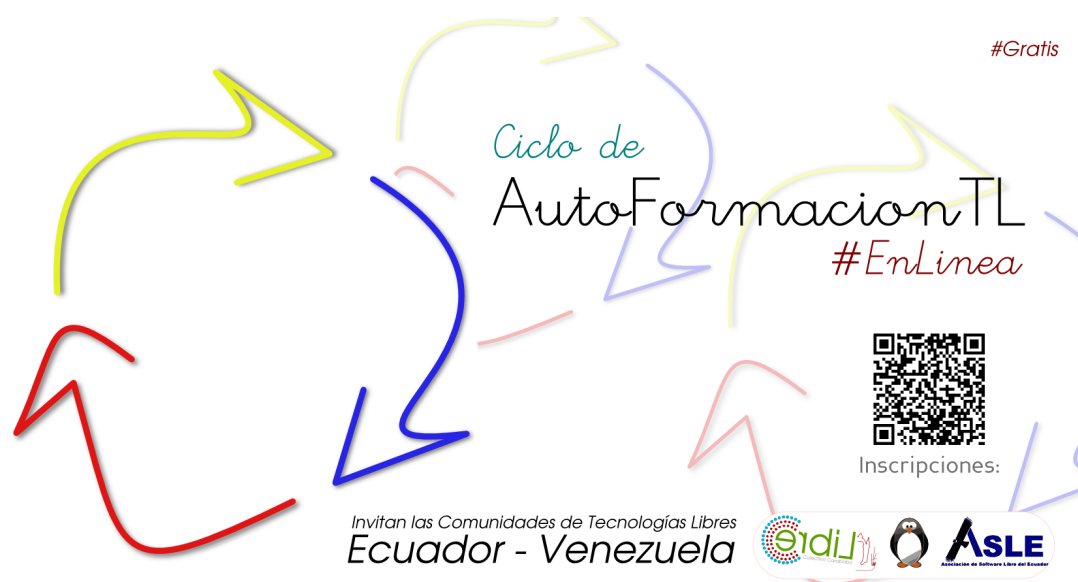 #Gratis
Ciclo de
AutoFormacionTL
#EnLinea
Inscripciones:
Invitan las Comunidades de Tecnologías Libres
Ecuador - Venezuela
Libre
ASLE
Asociación de Software Libre del Ecuador